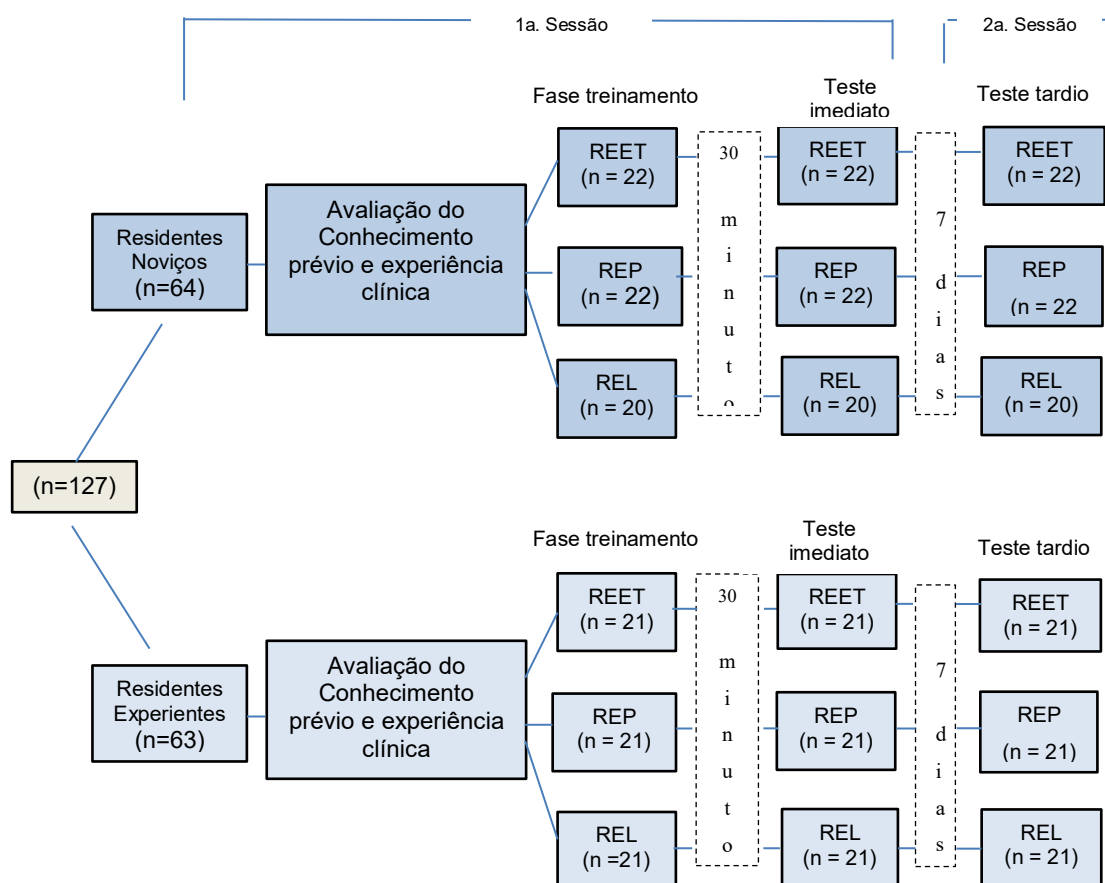 1a. Sessão
2a. Sessão
Fase treinamento
Teste
imediato
Teste tardio
Residentes
Noviços
(n=64)
Avaliação do
Conhecimento
prévio e experiência
clínica
REET
(n = 22)
REP
(n = 22)
REL
(n = 20)
30
m
i
n
u
t
o
REET
(n = 22)
REP
(n = 22)
REL
(n = 20)
7
d
i
a
s
REET
(n = 22)
REP
(n = 22
REL
(n = 20)
(n=127)
Fase treinamento
Teste
imediato
Teste tardio
Residentes
Experientes
(n=63)
Avaliação do
Conhecimento
prévio e experiência
clínica
REET
(n = 21)
REP
(n = 21)
REL
(n =21)
30
m
i
n
u
t
o
REET
(n = 21)
REP
(n = 21)
REL
(n = 21)
7
d
i
a
s
REET
(n = 21)
REP
(n = 21)
REL
(n = 21)